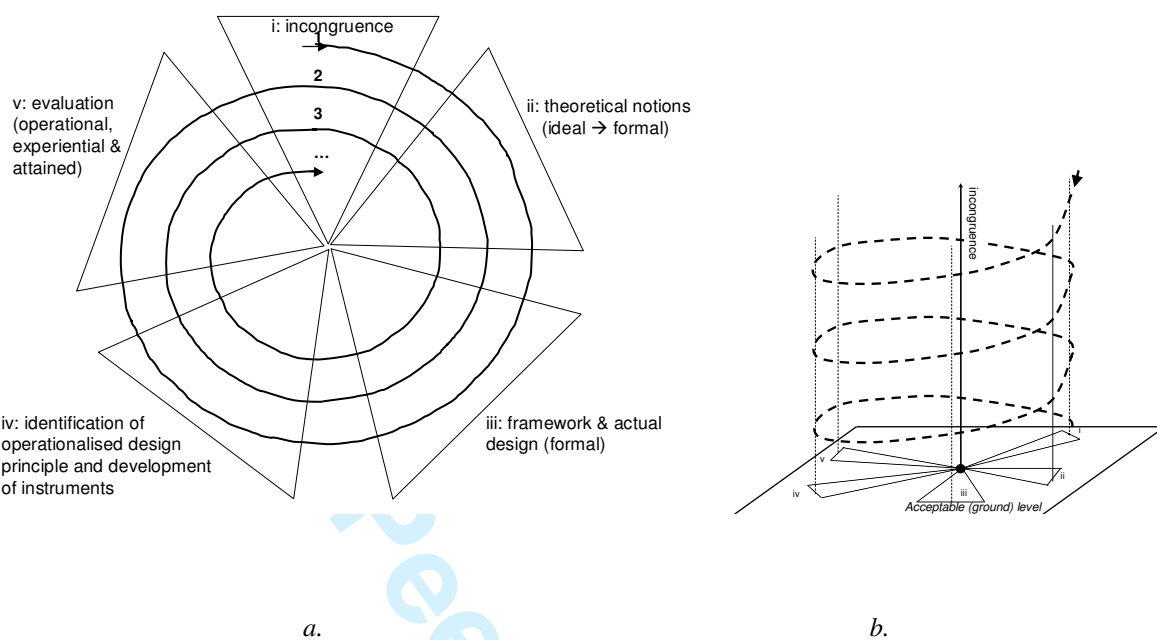 i: incongruence
1
2
3
...
ii: theoretical notions
(ideal → formal)
v: evaluation
(operational,
experiential &
attained)
iii: framework & actual
design (formal)
iv: identification of
operationalised design
principle and development
of instruments
incongruence
i
ii
iii
iv
v
Acceptable (ground) level
Pee
a.
b.